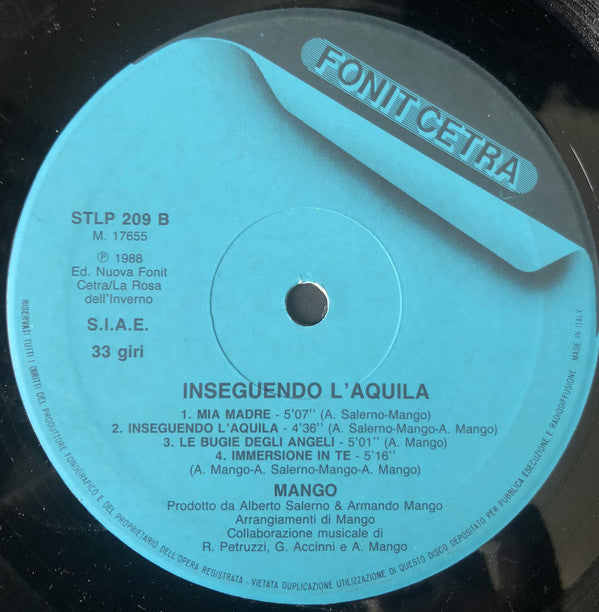 FONIT CETRA
STLP 209 B
M. 17655
℗ 1988
Ed. Nuova Fonit
Cetra/La Rosa
dell'Inverno
S.I.A.E.
33 giri
INSEGUENDO L'AQUILA
1. MIA MADRE - 5'07'' (A. Salerno-Mango)
2. INSEGUENDO L'AQUILA - 4'36'' (A. Salerno-Mango-A. Mango)
3. LE BUGIE DEGLI ANGELI - 5'01'' (A. Mango)
4. IMMERSIONE IN TE - 5'16''
(A. Mango-A. Salerno-Mango-A. Mango)
MANGO
Prodotto da Alberto Salerno & Armando Mango
Arrangiamenti di Mango
Collaborazione musicale di
R. Petruzzi, G. Accinni e A. Mango
RISERVATI TUTTI I DIRITTI DEL PRODUTTORE FONOGRAFICO E DEL PROPRIETARIO DELL'OPERA REGISTRATA - VIETATA DUPLICAZIONE UTILIZZAZIONE DI QUESTO DISCO DEPOSITATO PER PUBBLICA ESECUZIONE E RADIODIFFUSIONE MADE IN ITALY